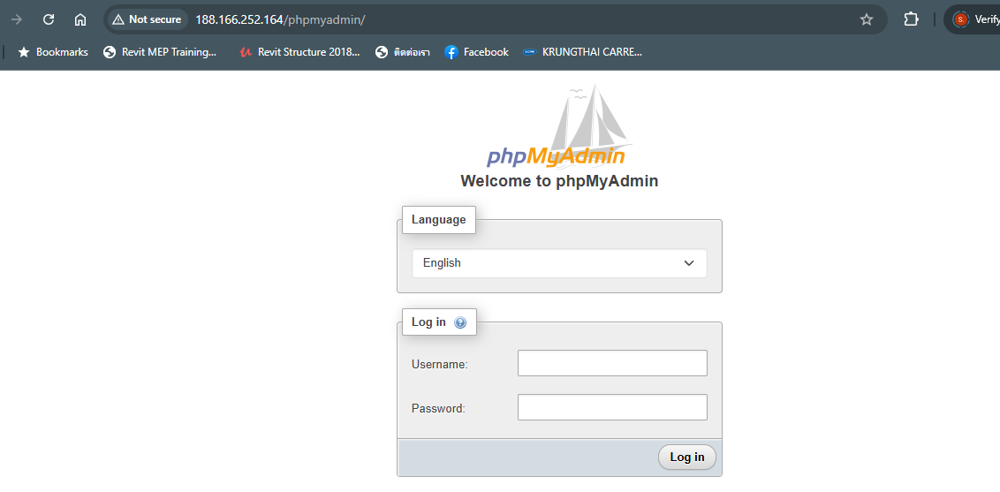 Not secure 188.166.252.164/phpmyadmin/ S. Verify
Bookmarks Revit MEP Training... Revit Structure 2018... ติดต่อเรา Facebook KRUNGTHAI CARRE...
phpMyAdmin
Welcome to phpMyAdmin
Language
English
Log in
Username:
Password:
Log in